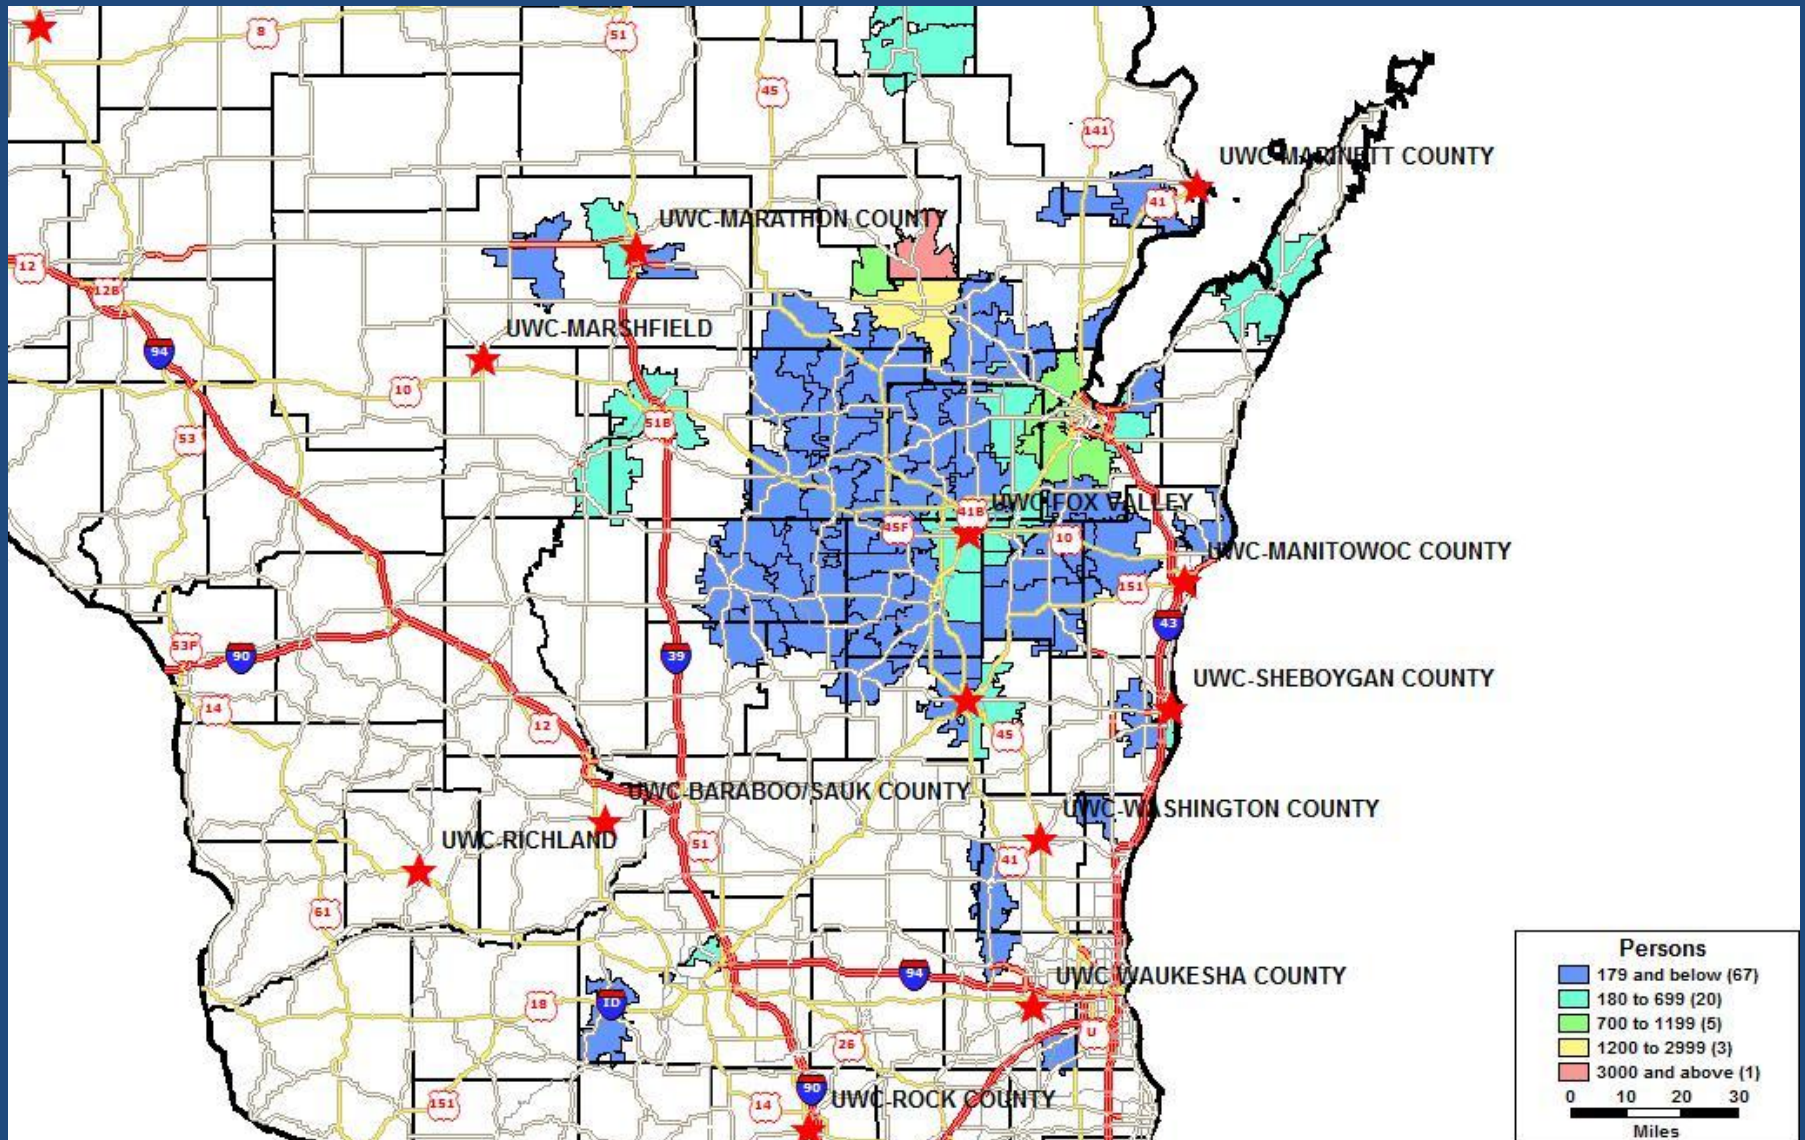 8
51
45
141
UWC-MARINETT COUNTY
41
UWC-MARATHON COUNTY
12
12B
UWC-MARSHFIELD
94
10
53
51B
UWC-FOX VALLEY
41B
45F
10
UWC-MANITOWOC COUNTY
151
43
53F
90
39
UWC-SHEBOYGAN COUNTY
14
12
45
UWC-BARABOO/SAUK COUNTY
UWC-WASHINGTON COUNTY
UWC-RICHLAND
51
41
61
94
UWC-WAUKESHA COUNTY
18
ID
U
26
90
UWC-ROCK COUNTY
151
14
Persons
179 and below (67)
180 to 699 (20)
700 to 1199 (5)
1200 to 2999 (3)
3000 and above (1)
0 10 20 30
Miles